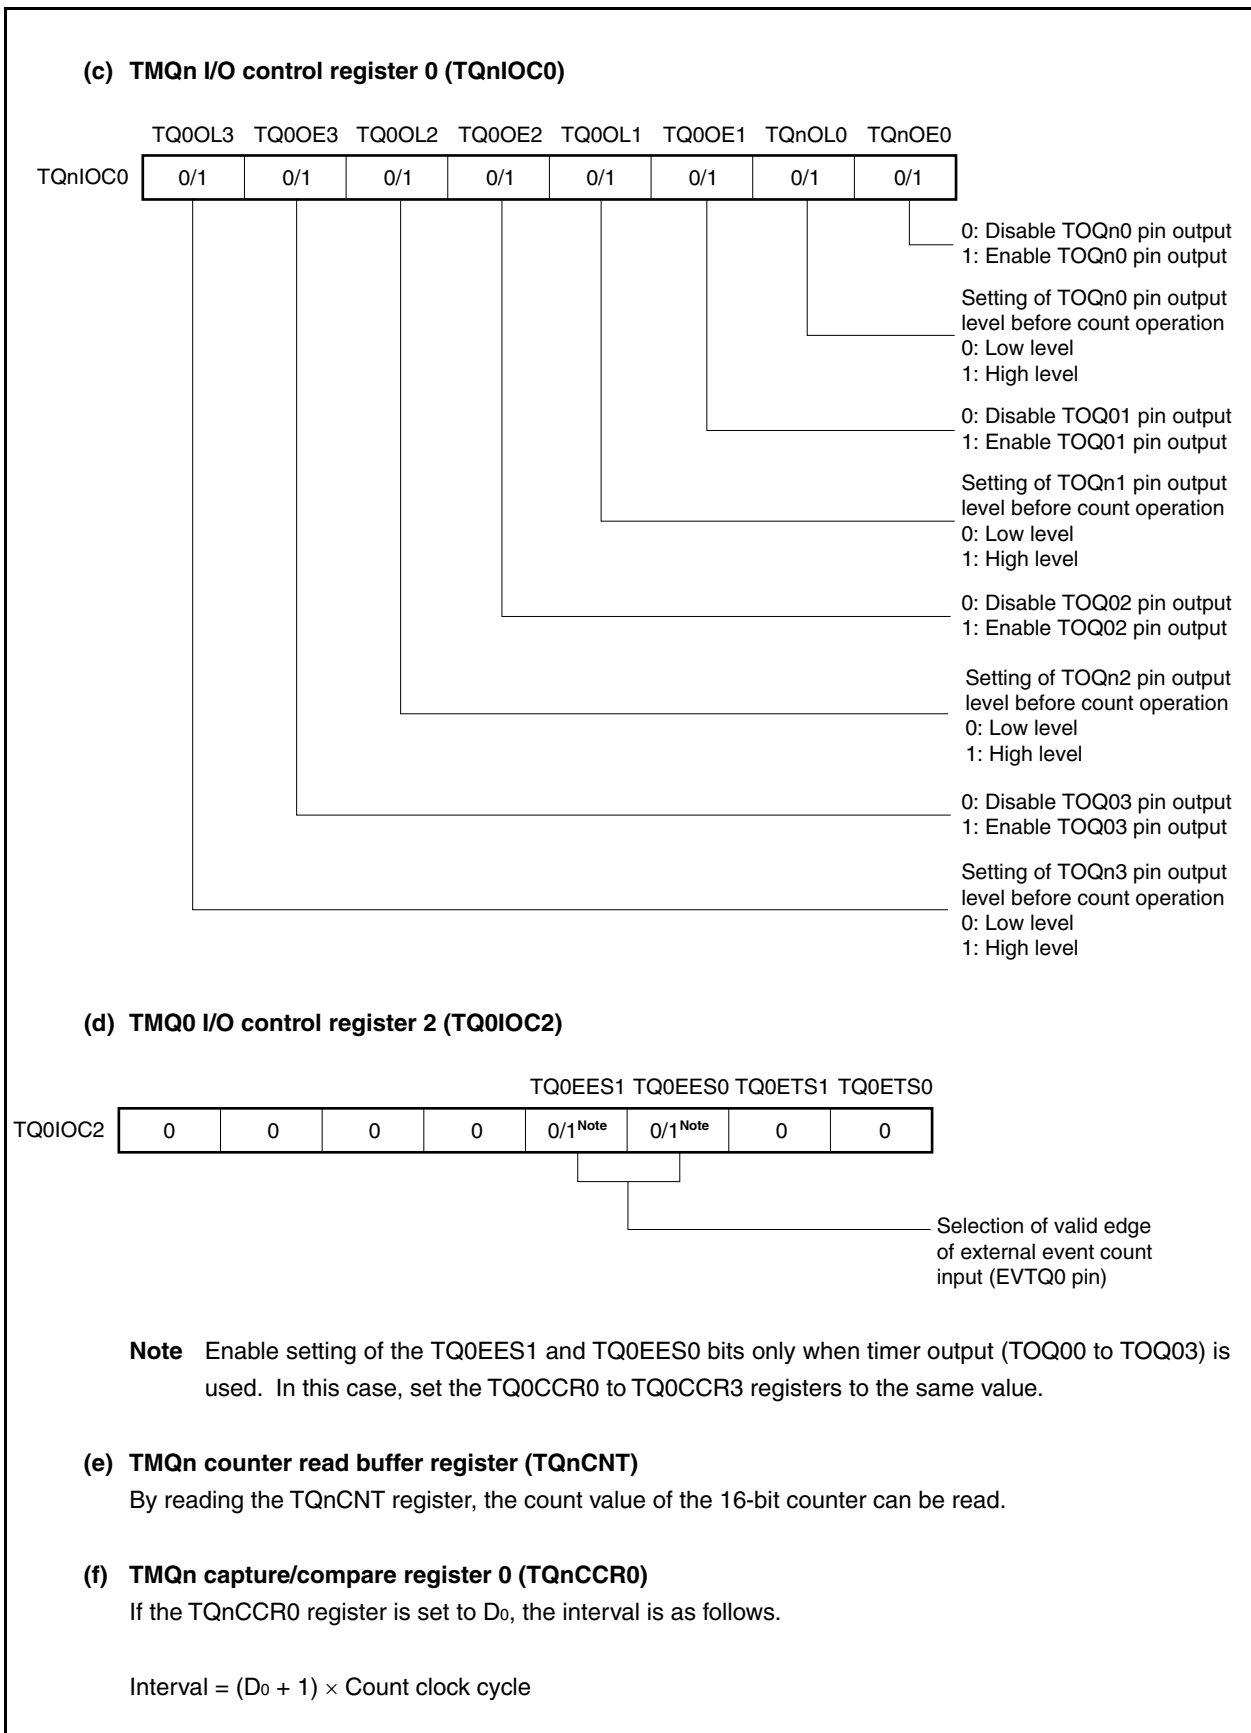 (c) TMQn I/O control register 0 (TQnIOC0)
TQ0OL3 TQ0OE3 TQ0OL2 TQ0OE2 TQ0OL1 TQ0OE1 TQnOL0 TQnOE0
TQnIOC0 0/1 0/1 0/1 0/1 0/1 0/1 0/1 0/1
0: Disable TOQn0 pin output
1: Enable TOQn0 pin output
Setting of TOQn0 pin output
level before count operation
0: Low level
1: High level
0: Disable TOQ01 pin output
1: Enable TOQ01 pin output
Setting of TOQn1 pin output
level before count operation
0: Low level
1: High level
0: Disable TOQ02 pin output
1: Enable TOQ02 pin output
Setting of TOQn2 pin output
level before count operation
0: Low level
1: High level
0: Disable TOQ03 pin output
1: Enable TOQ03 pin output
Setting of TOQn3 pin output
level before count operation
0: Low level
1: High level
(d) TMQ0 I/O control register 2 (TQ0IOC2)
TQ0EES1 TQ0EES0 TQ0ETS1 TQ0ETS0
TQ0IOC2 0 0 0 0 0/1Note 0/1Note 0 0
Selection of valid edge
of external event count
input (EVTQ0 pin)
Note Enable setting of the TQ0EES1 and TQ0EES0 bits only when timer output (TOQ00 to TOQ03) is
used. In this case, set the TQ0CCR0 to TQ0CCR3 registers to the same value.
(e) TMQn counter read buffer register (TQnCNT)
By reading the TQnCNT register, the count value of the 16-bit counter can be read.
(f) TMQn capture/compare register 0 (TQnCCR0)
If the TQnCCR0 register is set to D0, the interval is as follows.
Interval = (D0 + 1) × Count clock cycle